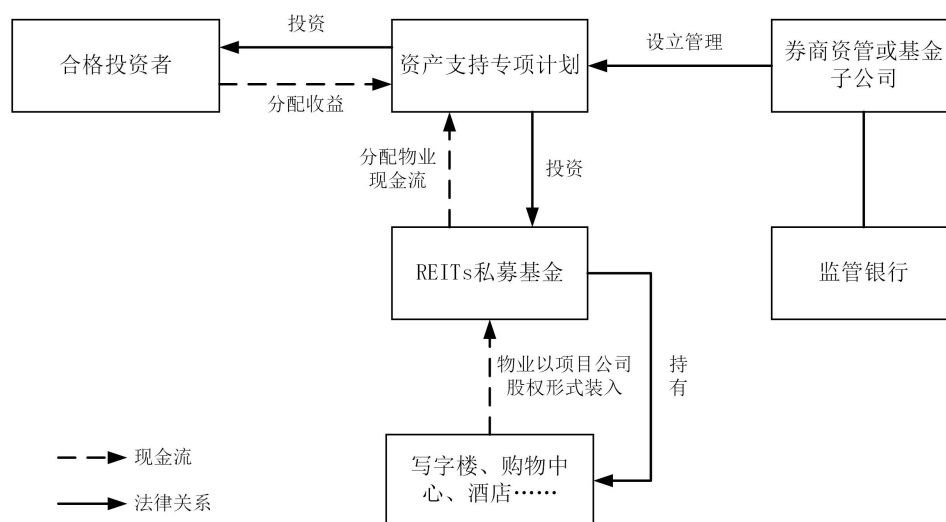 投资
合格投资者
分配收益
资产支持专项计划
设立管理
券商资管或基金
子公司
分配物业
现金流
投资
REITs私募基金
监管银行
物业以项目公司
股权形式装入
持
有
写字楼、购物中
心、酒店……
现金流
法律关系